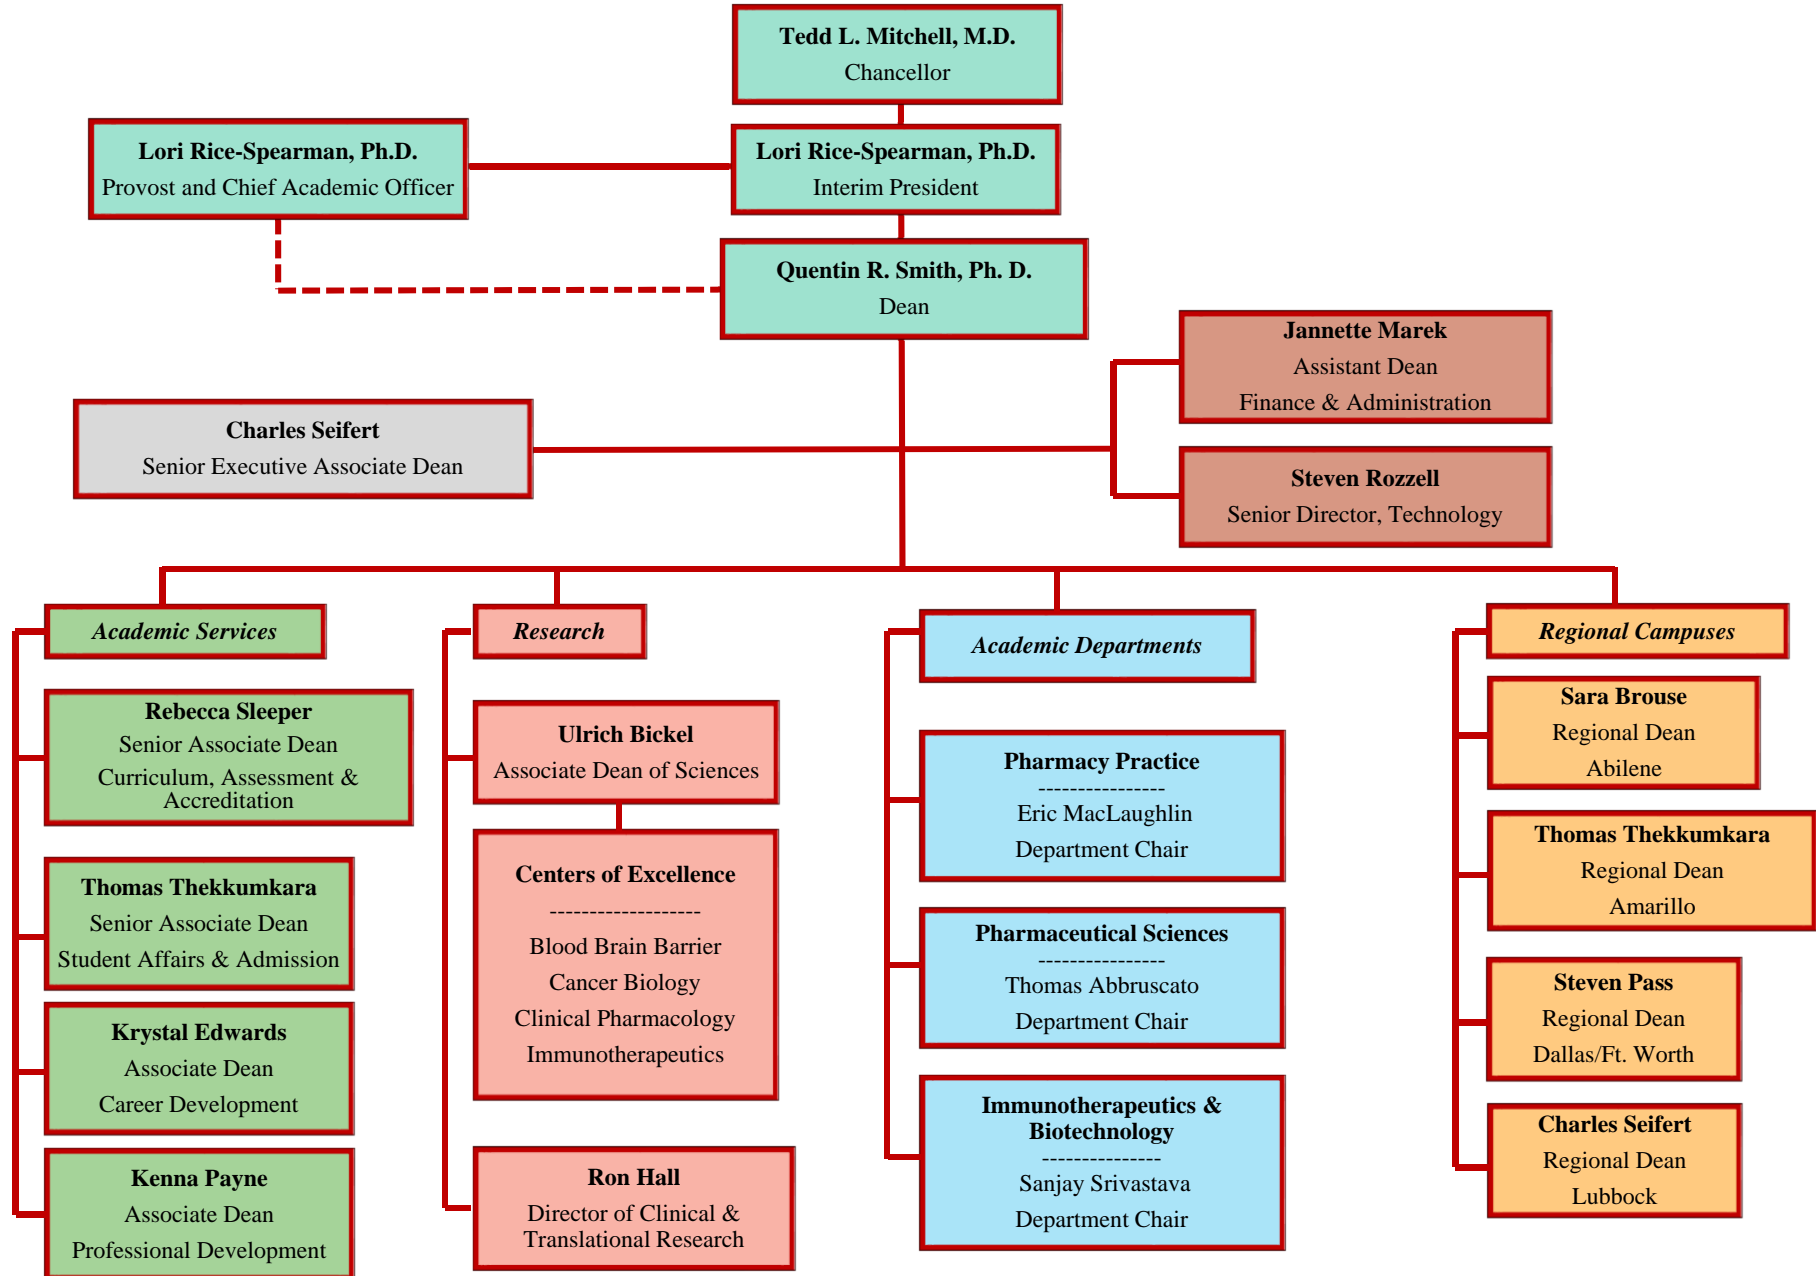 Tedd L. Mitchell, M.D.
Chancellor
Lori Rice-Spearman, Ph.D.
Provost and Chief Academic Officer
Lori Rice-Spearman, Ph.D.
Interim President
Quentin R. Smith, Ph. D.
Dean
Jannette Marek
Assistant Dean
Finance & Administration
Charles Seifert
Senior Executive Associate Dean
Steven Rozzell
Senior Director, Technology
Academic Services
Rebecca Sleeper
Senior Associate Dean
Curriculum, Assessment &
Accreditation
Thomas Thekkumkara
Senior Associate Dean
Student Affairs & Admission
Krystal Edwards
Associate Dean
Career Development
Kenna Payne
Associate Dean
Professional Development
Research
Ulrich Bickel
Associate Dean of Sciences
Centers of Excellence
-------------------
Blood Brain Barrier
Cancer Biology
Clinical Pharmacology
Immunotherapeutics
Ron Hall
Director of Clinical &
Translational Research
Academic Departments
Pharmacy Practice
----------------
Eric MacLaughlin
Department Chair
Pharmaceutical Sciences
----------------
Thomas Abbruscato
Department Chair
Immunotherapeutics &
Biotechnology
---------------
Sanjay Srivastava
Department Chair
Regional Campuses
Sara Brouse
Regional Dean
Abilene
Thomas Thekkumkara
Regional Dean
Amarillo
Steven Pass
Regional Dean
Dallas/Ft. Worth
Charles Seifert
Regional Dean
Lubbock